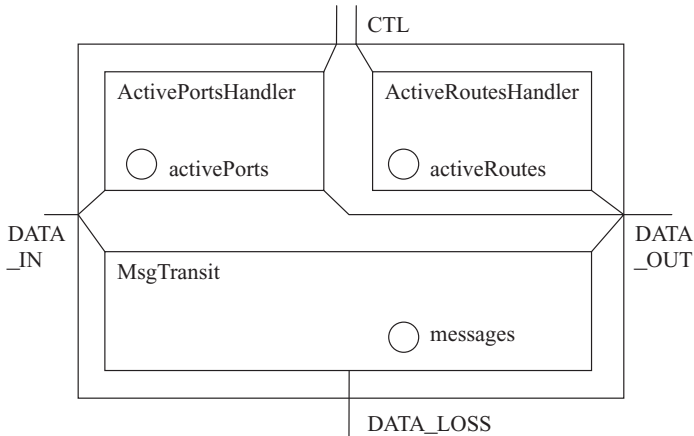 CTL
ActivePortsHandler
ActiveRoutesHandler
activePorts
activeRoutes
DATA
_IN
DATA
_OUT
MsgTransit
messages
DATA_LOSS